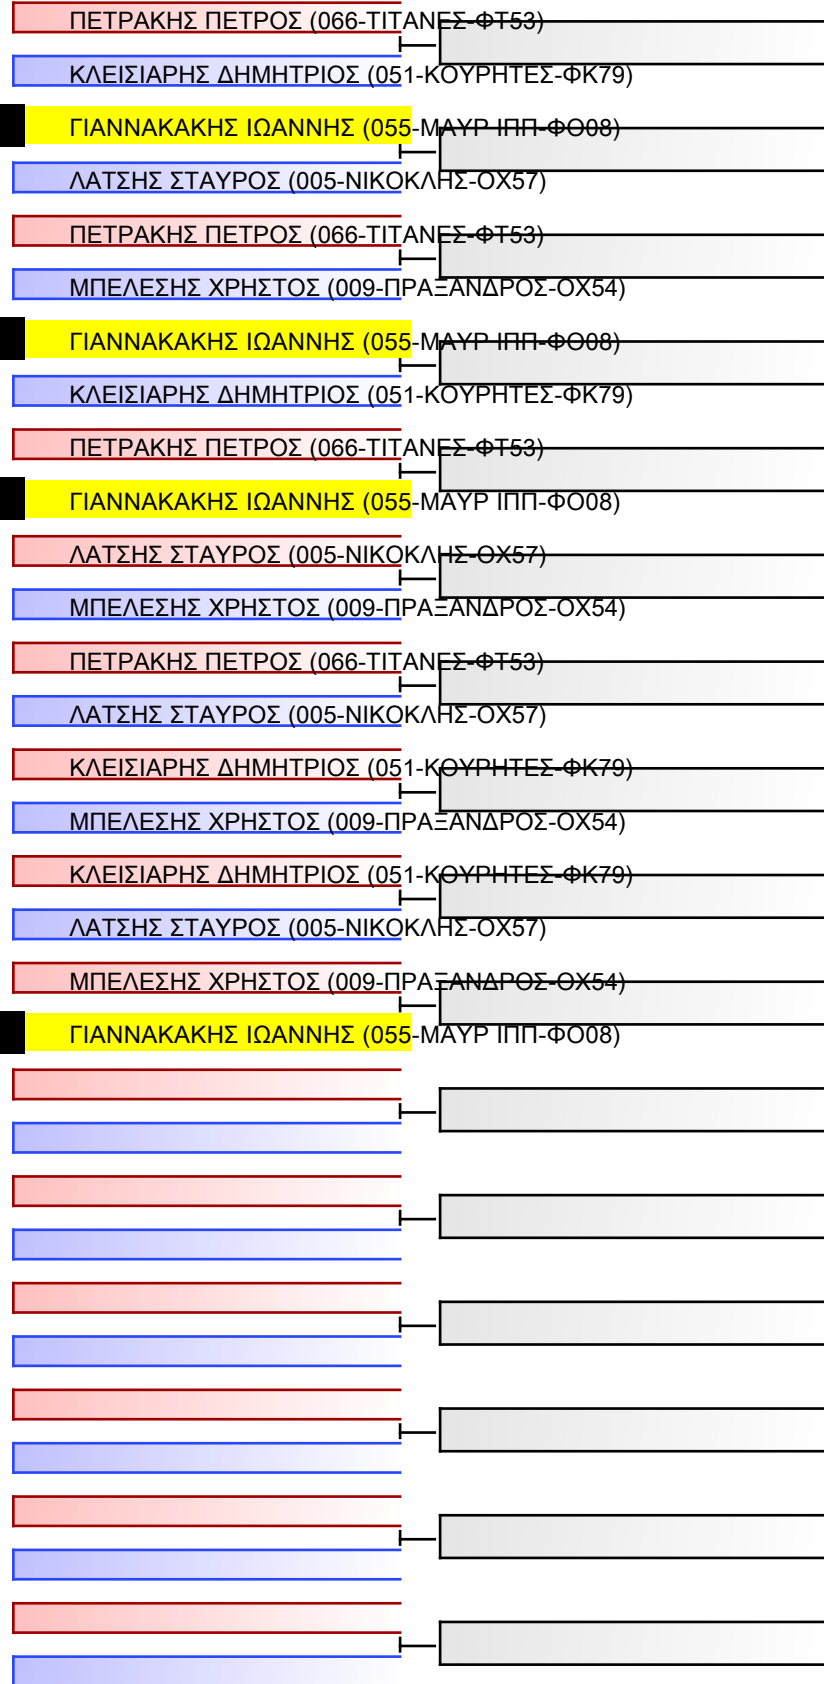 ΠΕΤΡΑΚΗΣ ΠΕΤΡΟΣ (066-ΤΙΤΑΝΕΣ-ΦΤ53)
ΚΛΕΙΣΙΑΡΗΣ ΔΗΜΗΤΡΙΟΣ (051-ΚΟΥΡΗΤΕΣ-ΦΚ79)
ΓΙΑΝΝΑΚΑΚΗΣ ΙΩΑΝΝΗΣ (055-ΜΑΥΡ ΙΠΠ-ΦΟ08)
ΛΑΤΣΗΣ ΣΤΑΥΡΟΣ (005-ΝΙΚΟΚΛΗΣ-ΟΧ57)
ΠΕΤΡΑΚΗΣ ΠΕΤΡΟΣ (066-ΤΙΤΑΝΕΣ-ΦΤ53)
ΜΠΕΛΕΣΗΣ ΧΡΗΣΤΟΣ (009-ΠΡΑΞΑΝΔΡΟΣ-ΟΧ54)
ΓΙΑΝΝΑΚΑΚΗΣ ΙΩΑΝΝΗΣ (055-ΜΑΥΡ ΙΠΠ-ΦΟ08)
ΚΛΕΙΣΙΑΡΗΣ ΔΗΜΗΤΡΙΟΣ (051-ΚΟΥΡΗΤΕΣ-ΦΚ79)
ΠΕΤΡΑΚΗΣ ΠΕΤΡΟΣ (066-ΤΙΤΑΝΕΣ-ΦΤ53)
ΓΙΑΝΝΑΚΑΚΗΣ ΙΩΑΝΝΗΣ (055-ΜΑΥΡ ΙΠΠ-ΦΟ08)
ΛΑΤΣΗΣ ΣΤΑΥΡΟΣ (005-ΝΙΚΟΚΛΗΣ-ΟΧ57)
ΜΠΕΛΕΣΗΣ ΧΡΗΣΤΟΣ (009-ΠΡΑΞΑΝΔΡΟΣ-ΟΧ54)
ΠΕΤΡΑΚΗΣ ΠΕΤΡΟΣ (066-ΤΙΤΑΝΕΣ-ΦΤ53)
ΛΑΤΣΗΣ ΣΤΑΥΡΟΣ (005-ΝΙΚΟΚΛΗΣ-ΟΧ57)
ΚΛΕΙΣΙΑΡΗΣ ΔΗΜΗΤΡΙΟΣ (051-ΚΟΥΡΗΤΕΣ-ΦΚ79)
ΜΠΕΛΕΣΗΣ ΧΡΗΣΤΟΣ (009-ΠΡΑΞΑΝΔΡΟΣ-ΟΧ54)
ΚΛΕΙΣΙΑΡΗΣ ΔΗΜΗΤΡΙΟΣ (051-ΚΟΥΡΗΤΕΣ-ΦΚ79)
ΛΑΤΣΗΣ ΣΤΑΥΡΟΣ (005-ΝΙΚΟΚΛΗΣ-ΟΧ57)
ΜΠΕΛΕΣΗΣ ΧΡΗΣΤΟΣ (009-ΠΡΑΞΑΝΔΡΟΣ-ΟΧ54)
ΓΙΑΝΝΑΚΑΚΗΣ ΙΩΑΝΝΗΣ (055-ΜΑΥΡ ΙΠΠ-ΦΟ08)